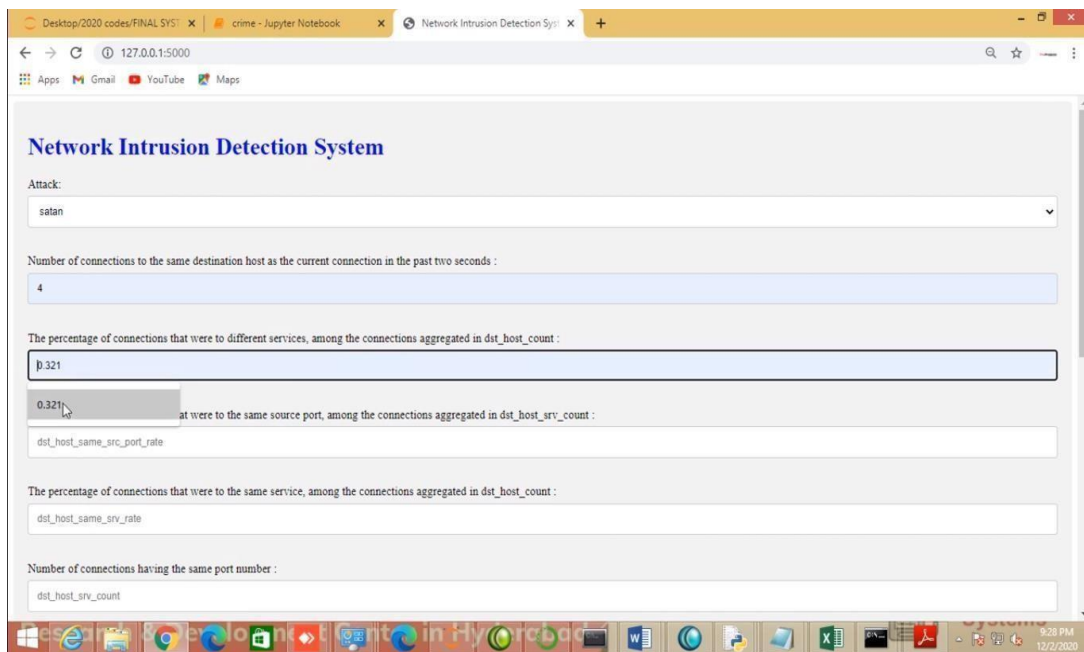 Desktop/2020 codes/FINAL SYST
crime - Jupyter Notebook
Network Intrusion Detection Syst
127.0.0.1:5000
Apps Gmail YouTube Maps
Network Intrusion Detection System
Attack:
satan
Number of connections to the same destination host as the current connection in the past two seconds :
4
The percentage of connections that were to different services, among the connections aggregated in dst_host_count :
0.321
0.321
at were to the same source port, among the connections aggregated in dst_host_srv_count :
dst_host_same_src_port_rate
The percentage of connections that were to the same service, among the connections aggregated in dst_host_count :
dst_host_same_srv_rate
Number of connections having the same port number :
dst_host_srv_count
9:28 PM
12/2/2020